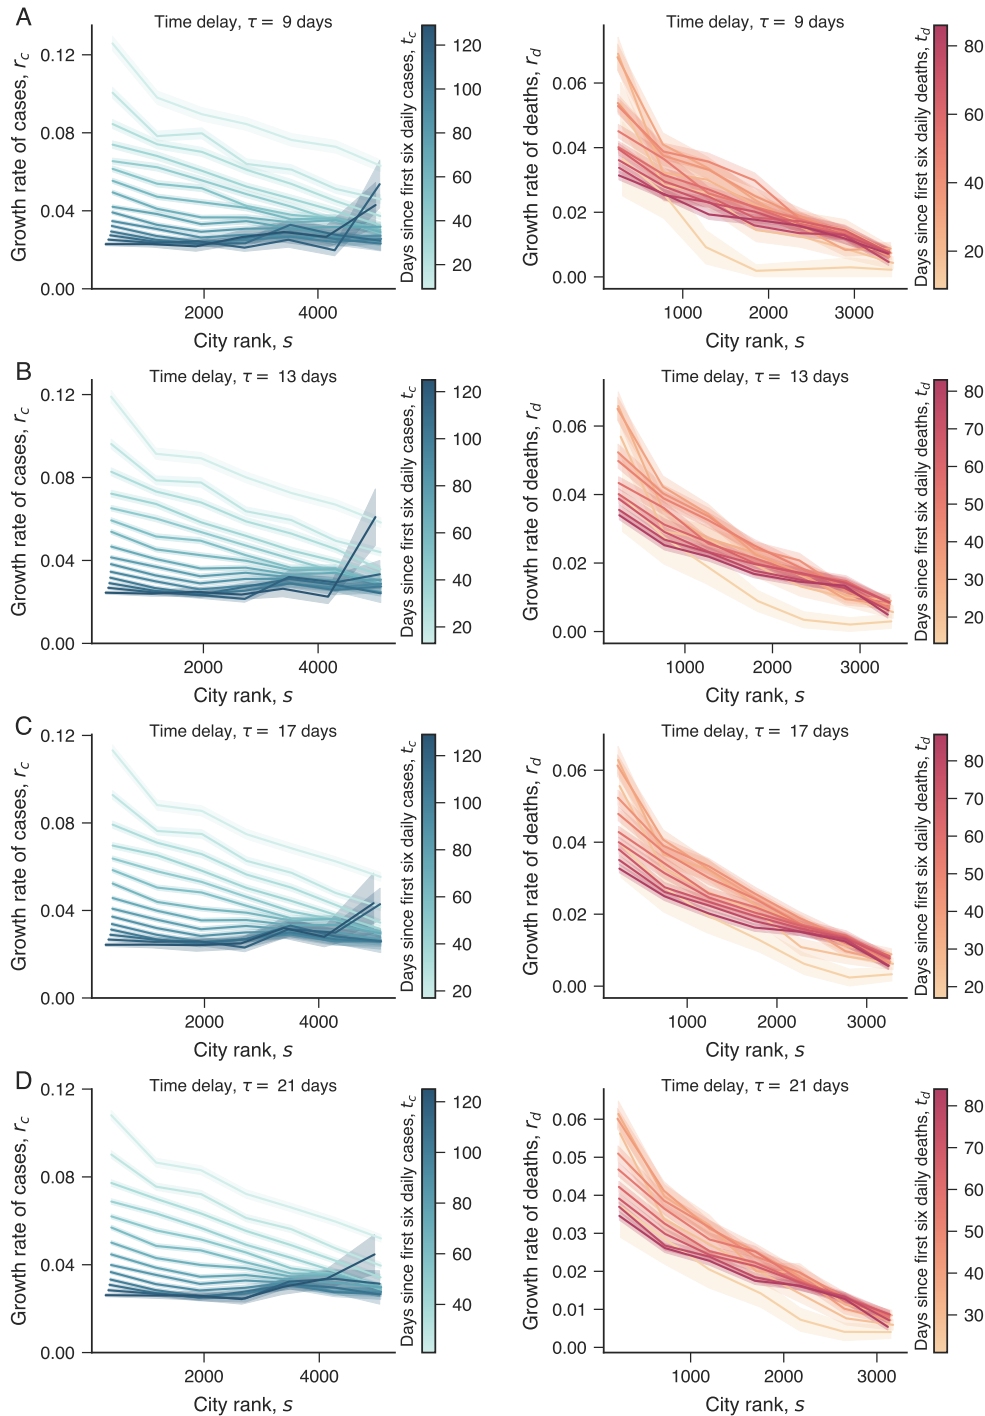 A
Time delay, τ = 9 days
Growth rate of cases, r_c
0.12
0.08
0.04
0.00
2000
4000
City rank, s
Days since first six daily cases, t_c
120
100
80
60
40
20
Time delay, τ = 9 days
Growth rate of deaths, r_d
0.06
0.04
0.02
0.00
1000
2000
3000
City rank, s
Days since first six daily deaths, t_d
80
60
40
20
B
Time delay, τ = 13 days
Growth rate of cases, r_c
0.12
0.08
0.04
0.00
2000
4000
City rank, s
Days since first six daily cases, t_c
120
100
80
60
40
20
Time delay, τ = 13 days
Growth rate of deaths, r_d
0.06
0.04
0.02
0.00
1000
2000
3000
City rank, s
Days since first six daily deaths, t_d
80
70
60
50
40
30
20
C
Time delay, τ = 17 days
Growth rate of cases, r_c
0.12
0.08
0.04
0.00
2000
4000
City rank, s
Days since first six daily cases, t_c
120
100
80
60
40
20
Time delay, τ = 17 days
Growth rate of deaths, r_d
0.06
0.04
0.02
0.00
1000
2000
3000
City rank, s
Days since first six daily deaths, t_d
80
70
60
50
40
30
20
D
Time delay, τ = 21 days
Growth rate of cases, r_c
0.12
0.08
0.04
0.00
2000
4000
City rank, s
Days since first six daily cases, t_c
120
100
80
60
40
Time delay, τ = 21 days
Growth rate of deaths, r_d
0.06
0.05
0.04
0.03
0.02
0.01
0.00
1000
2000
3000
City rank, s
Days since first six daily deaths, t_d
80
70
60
50
40
30